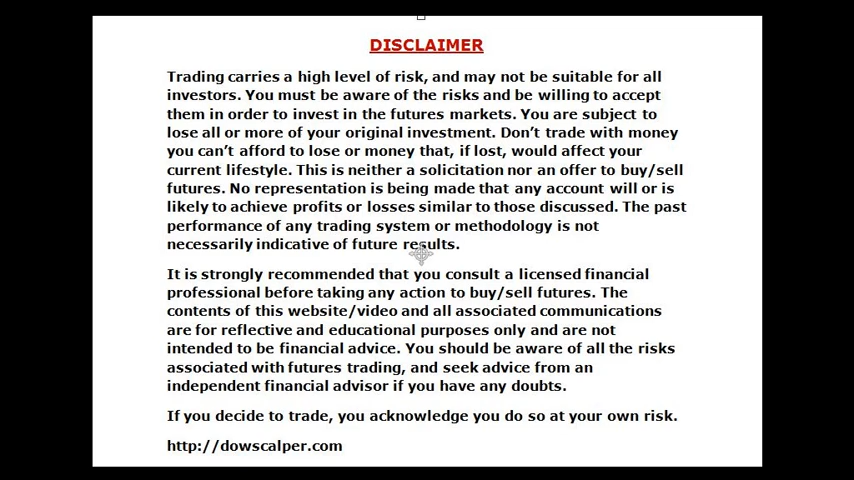 DISCLAIMER
Trading carries a high level of risk, and may not be suitable for all
investors. You must be aware of the risks and be willing to accept
them in order to invest in the futures markets. You are subject to
lose all or more of your original investment. Don’t trade with money
you can’t afford to lose or money that, if lost, would affect your
current lifestyle. This is neither a solicitation nor an offer to buy/sell
futures. No representation is being made that any account will or is
likely to achieve profits or losses similar to those discussed. The past
performance of any trading system or methodology is not
necessarily indicative of future results.
It is strongly recommended that you consult a licensed financial
professional before taking any action to buy/sell futures. The
contents of this website/video and all associated communications
are for reflective and educational purposes only and are not
intended to be financial advice. You should be aware of all the risks
associated with futures trading, and seek advice from an
independent financial advisor if you have any doubts.
If you decide to trade, you acknowledge you do so at your own risk.
http://dowscalper.com